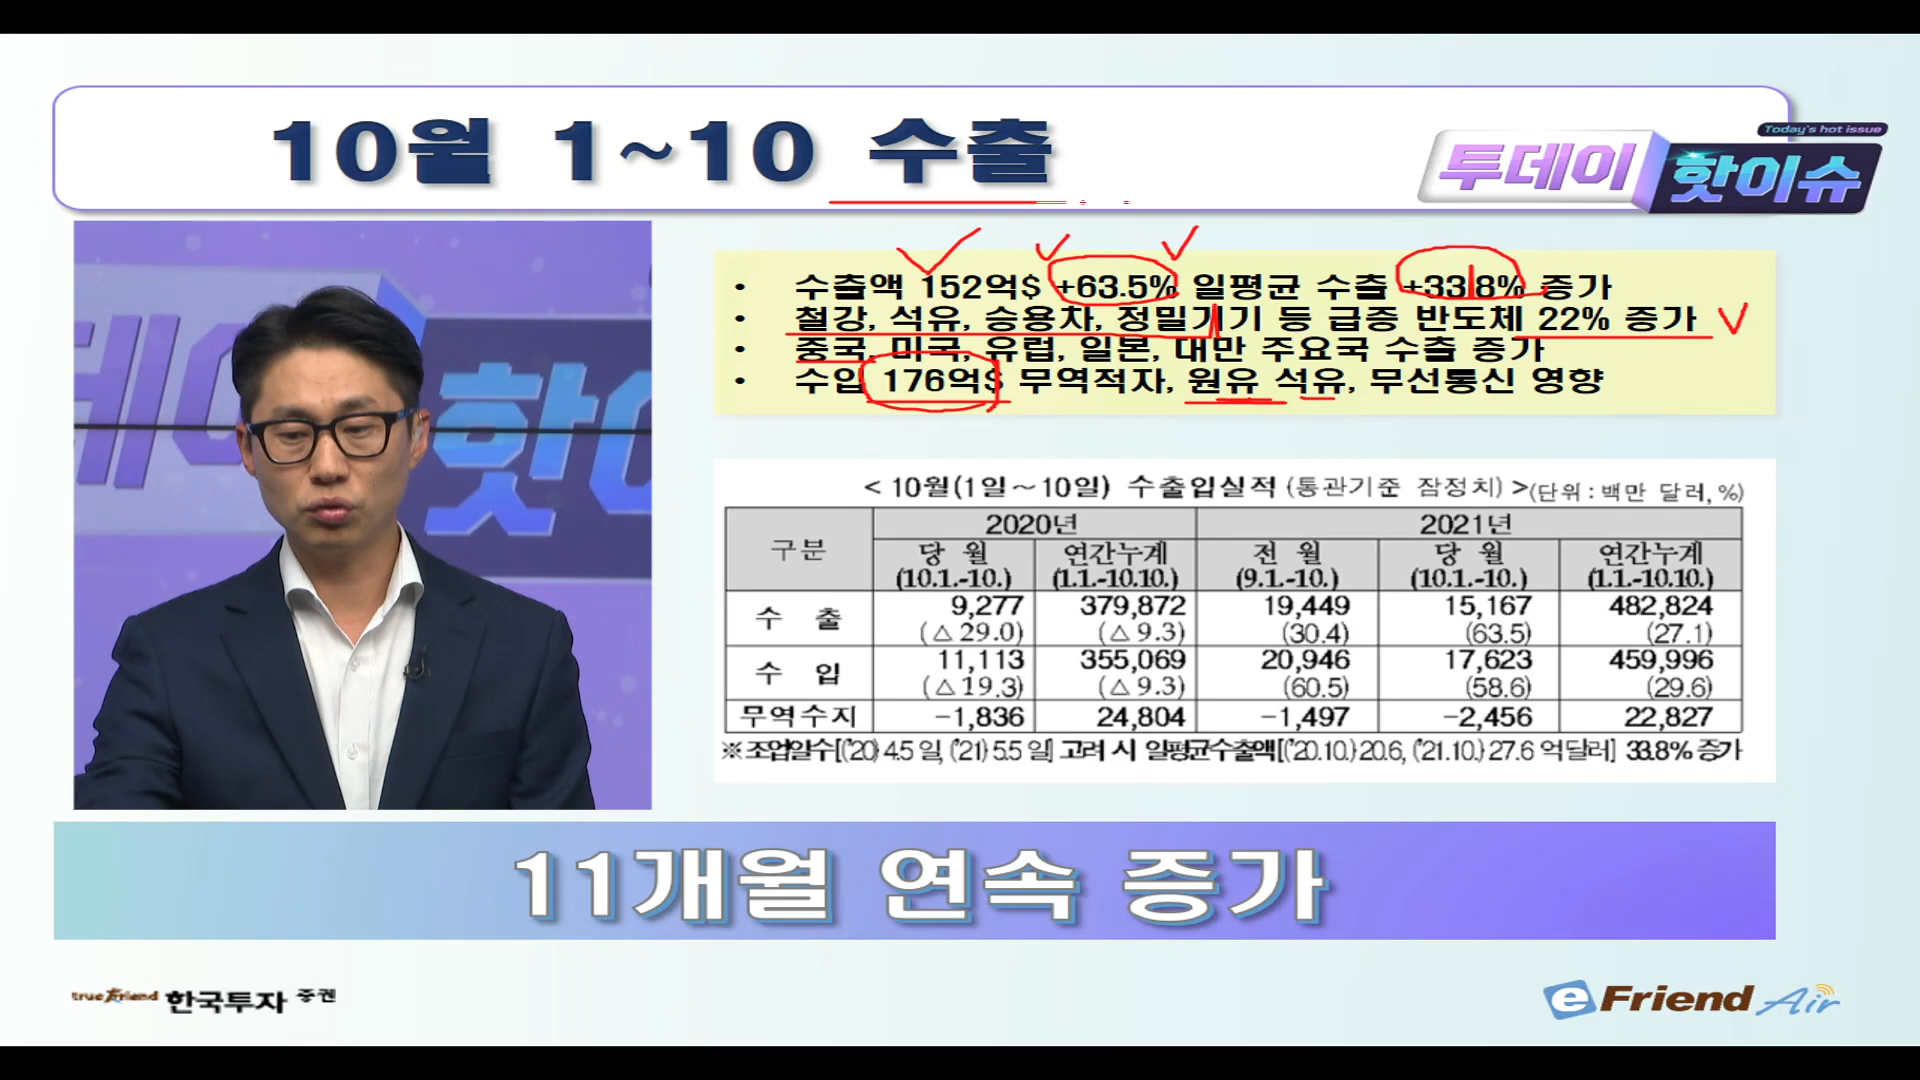 10월 1~10 수출
Today's hot issue
투데이 핫이슈
• 수출액 152억$ +63.5% 일평균 수출 +33.8% 증가
• 철강, 석유, 승용차, 정밀기기 등 급증 반도체 22% 증가
• 중국, 미국, 유럽, 일본, 대만 주요국 수출 증가
• 수입 176억$ 무역적자, 원유 석유, 무선통신 영향
< 10월(1일~10일) 수출입실적 (통관기준 잠정치) >(단위 : 백만 달러, %)
구분 2020년 2021년
당 월 연간누계 전 월 당 월 연간누계
(10.1.-10.) (1.1.-10.10.) (9.1.-10.) (10.1.-10.) (1.1.-10.10.)
수 출 9,277 379,872 19,449 15,167 482,824
(△29.0) (△9.3) (30.4) (63.5) (27.1)
수 입 11,113 355,069 20,946 17,623 459,996
(△19.3) (△9.3) (60.5) (58.6) (29.6)
무역수지 -1,836 24,804 -1,497 -2,456 22,827
※ 조업일수[('20) 4.5 일, ('21) 5.5 일] 고려 시 일평균수출액[('20.10.) 20.6, ('21.10.) 27.6 억달러] 33.8% 증가
11개월 연속 증가
true Friend 한국투자 증권
e Friend Air